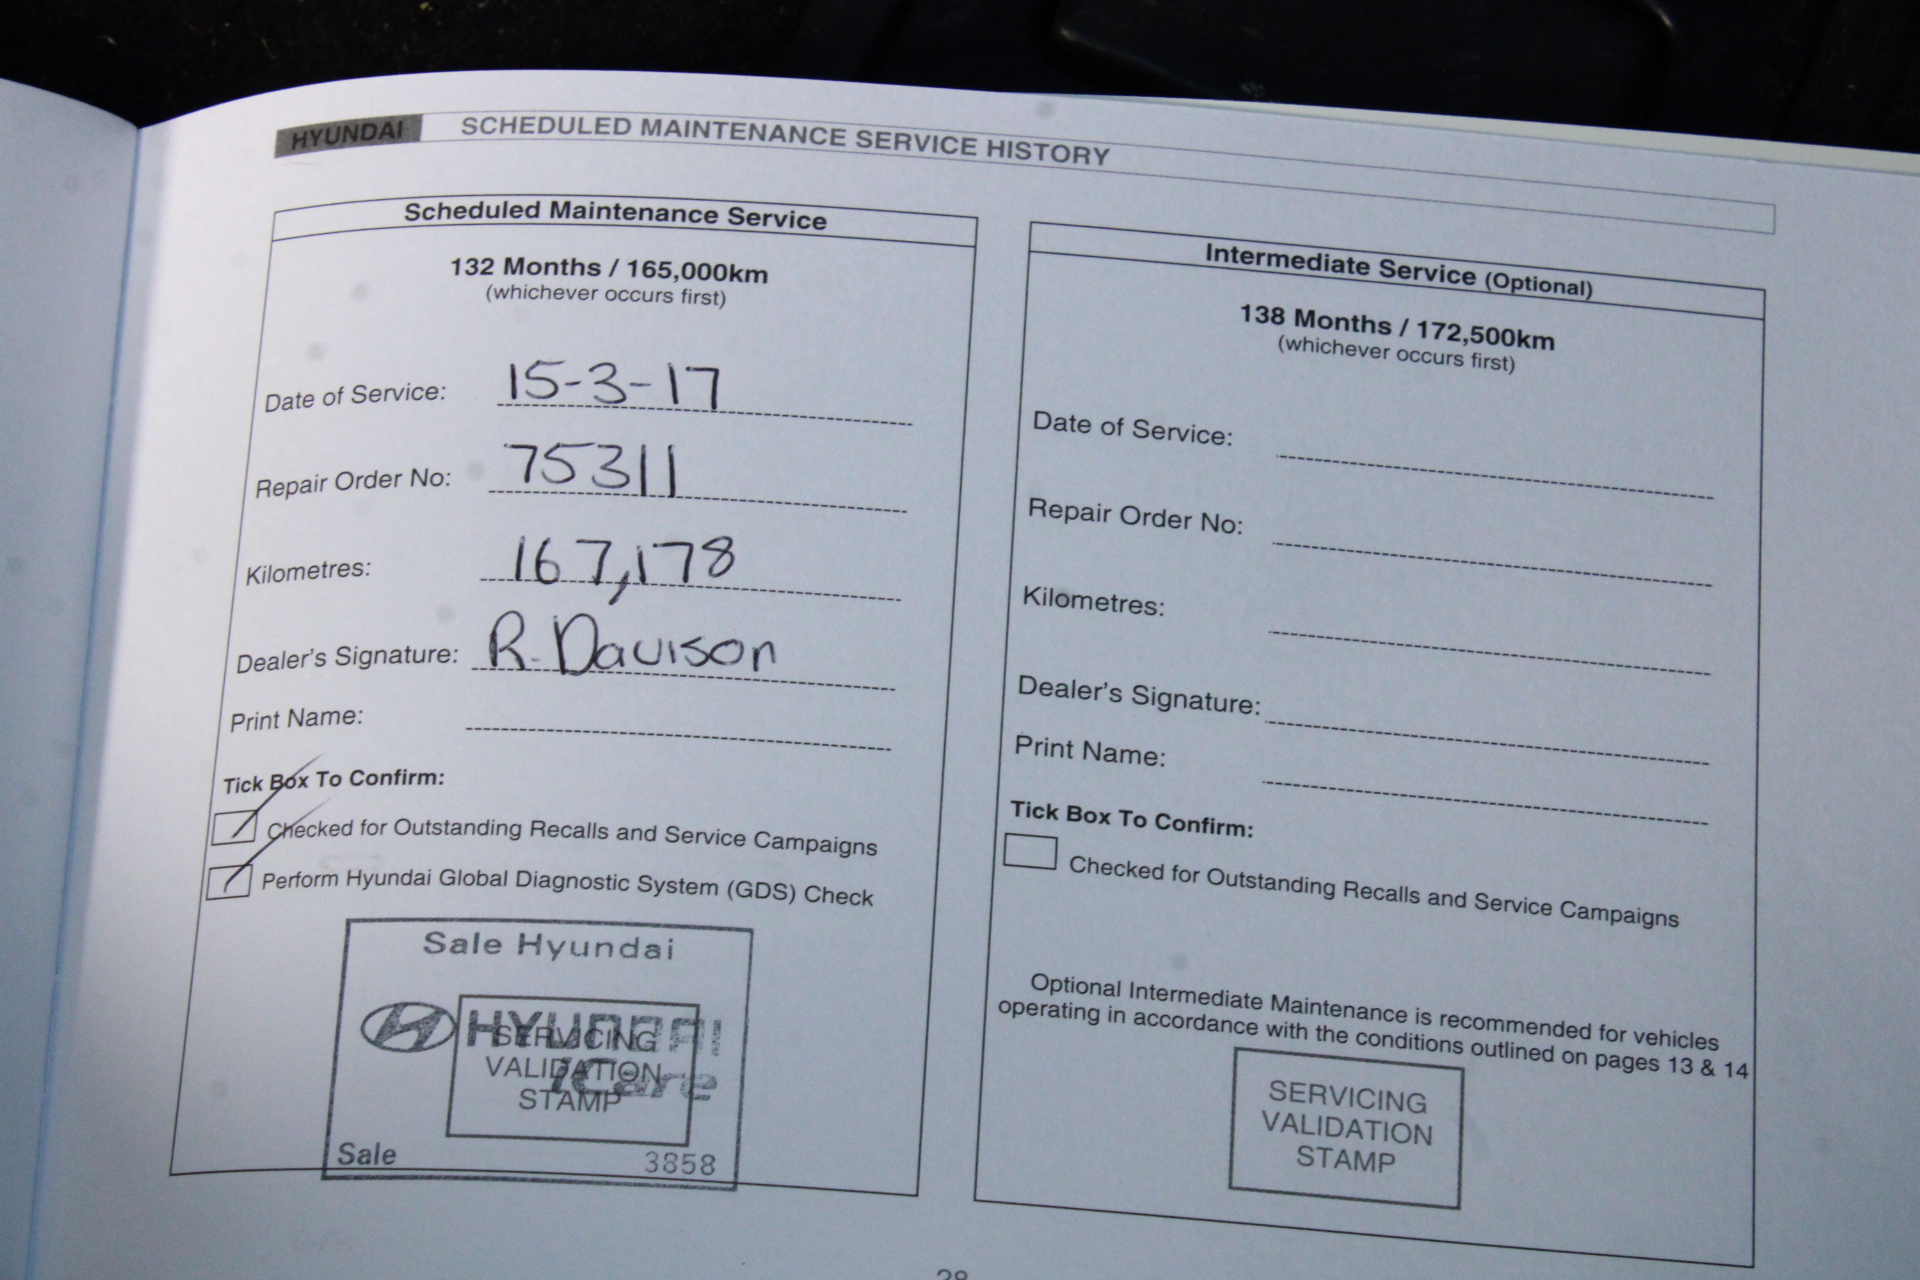 HYUNDAI SCHEDULED MAINTENANCE SERVICE HISTORY
Scheduled Maintenance Service
132 Months / 165,000km
(whichever occurs first)
Date of Service: 15-3-17
Repair Order No: 75311
Kilometres: 167,178
Dealer's Signature: R. Davison
Print Name:
Tick Box To Confirm:
Checked for Outstanding Recalls and Service Campaigns
Perform Hyundai Global Diagnostic System (GDS) Check
Sale Hyundai
HYUNDAI
iCare
SERVICING
VALIDATION
STAMP
Sale 3858
Intermediate Service (Optional)
138 Months / 172,500km
(whichever occurs first)
Date of Service:
Repair Order No:
Kilometres:
Dealer's Signature:
Print Name:
Tick Box To Confirm:
Checked for Outstanding Recalls and Service Campaigns
Optional Intermediate Maintenance is recommended for vehicles
operating in accordance with the conditions outlined on pages 13 & 14
SERVICING
VALIDATION
STAMP